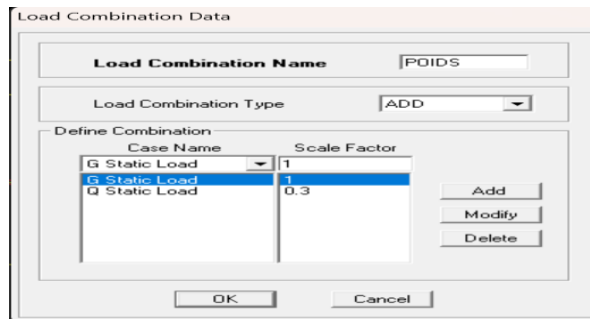 Load Combination Data
Load Combination Name POIDS
Load Combination Type ADD
Define Combination
Case Name Scale Factor
G Static Load 1
G Static Load 1
Q Static Load 0.3
Add
Modify
Delete
OK Cancel